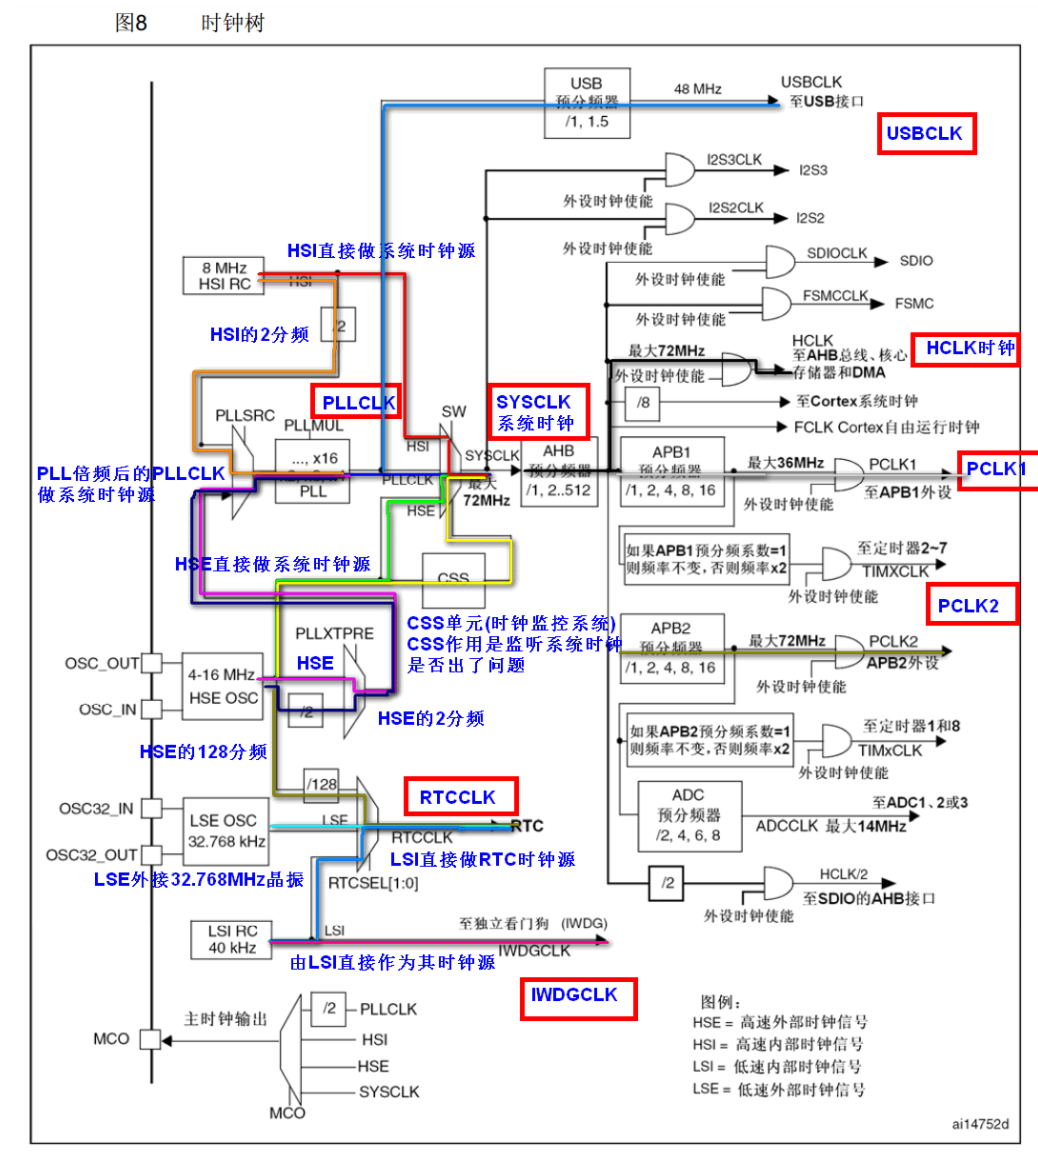 图8 时钟树
USB
预分频器
/1, 1.5
48 MHz
USBCLK
至USB接口
USBCLK
I2S3CLK
I2S3
外设时钟使能
I2S2CLK
I2S2
外设时钟使能
HSI直接做系统时钟源
8 MHz
HSI RC
HSI
SDIOCLK
SDIO
外设时钟使能
FSMCCLK
FSMC
外设时钟使能
/2
HSI的2分频
最大72MHz
HCLK
至AHB总线、核心
存储器和DMA
HCLK时钟
外设时钟使能
PLLCLK
SYSCLK
系统时钟
/8
至Cortex系统时钟
FCLK Cortex自由运行时钟
PLLSRC
PLLMUL
SW
..., x16
PLL
HSI
SYSCLK
PLLCLK
最大
72MHz
HSE
AHB
预分频器
/1, 2..512
APB1
预分频器
/1, 2, 4, 8, 16
最大36MHz
PCLK1
至APB1外设
外设时钟使能
PCLK1
PLL倍频后的PLLCLK
做系统时钟源
如果APB1预分频系数=1
则频率不变,否则频率x2
至定时器2~7
TIMXCLK
外设时钟使能
HSE直接做系统时钟源
CSS
PCLK2
CSS单元(时钟监控系统)
CSS作用是监听系统时钟
是否出了问题
APB2
预分频器
/1, 2, 4, 8, 16
最大72MHz
PCLK2
APB2外设
外设时钟使能
PLLXTPRE
OSC_OUT
OSC_IN
4-16 MHz
HSE OSC
HSE
/2
HSE的2分频
HSE的128分频
如果APB2预分频系数=1
则频率不变,否则频率x2
至定时器1和8
TIMxCLK
外设时钟使能
/128
RTCCLK
ADC
预分频器
/2, 4, 6, 8
至ADC1、2或3
ADCCLK 最大14MHz
OSC32_IN
OSC32_OUT
LSE OSC
32.768 kHz
LSE
RTC
RTCCLK
LSI直接做RTC时钟源
RTCSEL[1:0]
LSE外接32.768MHz晶振
/2
HCLK/2
至SDIO的AHB接口
外设时钟使能
LSI RC
40 kHz
LSI
至独立看门狗 (IWDG)
IWDGCLK
由LSI直接作为其时钟源
IWDGCLK
MCO
主时钟输出
/2
PLLCLK
HSI
HSE
SYSCLK
MCO
图例:
HSE = 高速外部时钟信号
HSI = 高速内部时钟信号
LSI = 低速内部时钟信号
LSE = 低速外部时钟信号
ai14752d